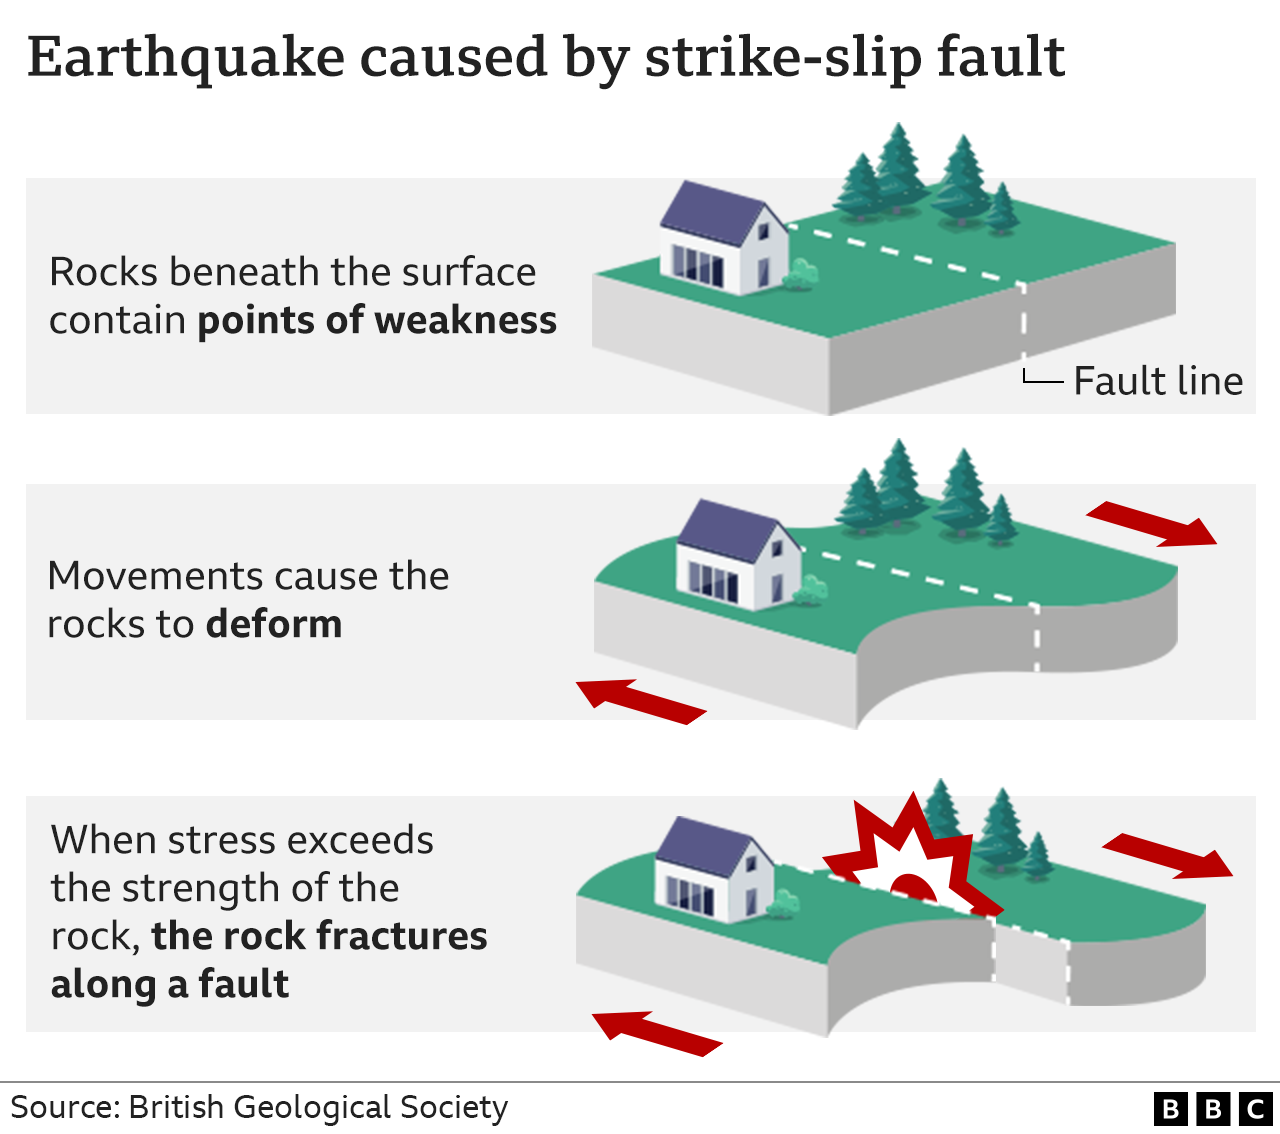 Earthquake caused by strike-slip fault
Rocks beneath the surface
contain points of weakness
Fault line
Movements cause the
rocks to deform
When stress exceeds
the strength of the
rock, the rock fractures
along a fault
Source: British Geological Society
BBC